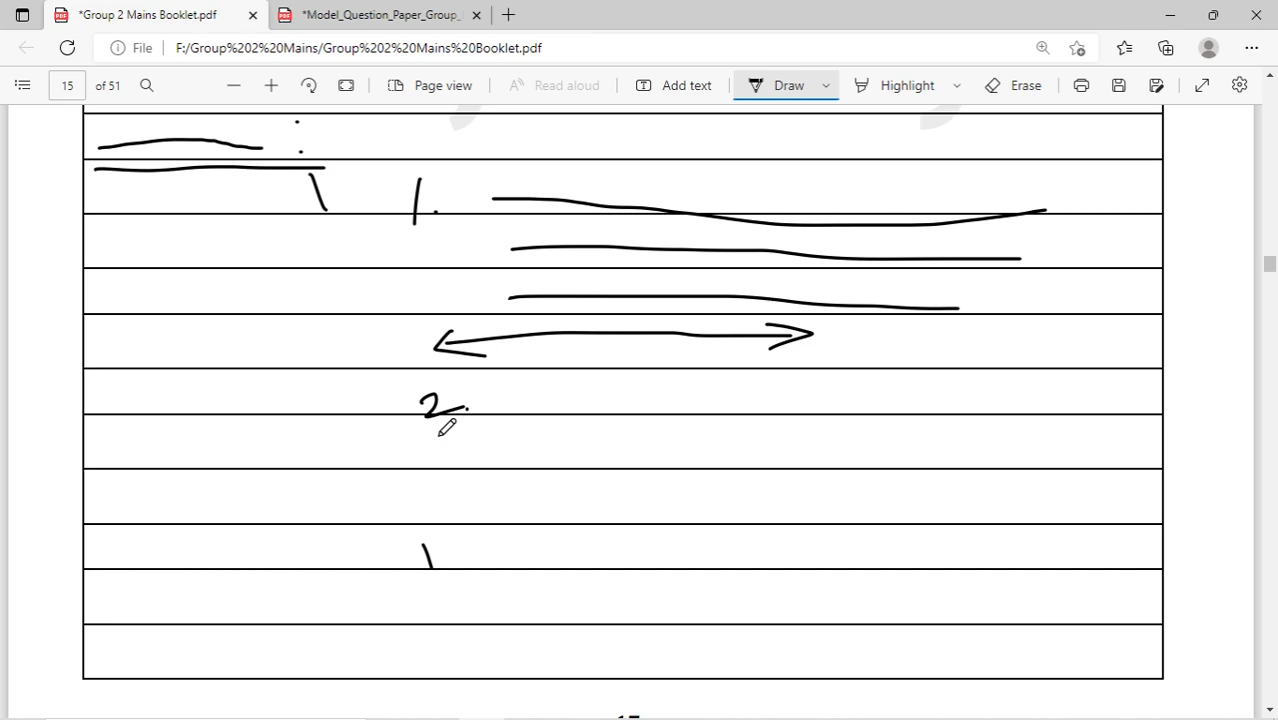 *Group 2 Mains Booklet.pdf
*Model_Question_Paper_Group_
File
F:/Group%202%20Mains/Group%202%20Mains%20Booklet.pdf
15 of 51
Page view
Read aloud
Add text
Draw
Highlight
Erase
:
1.
2.